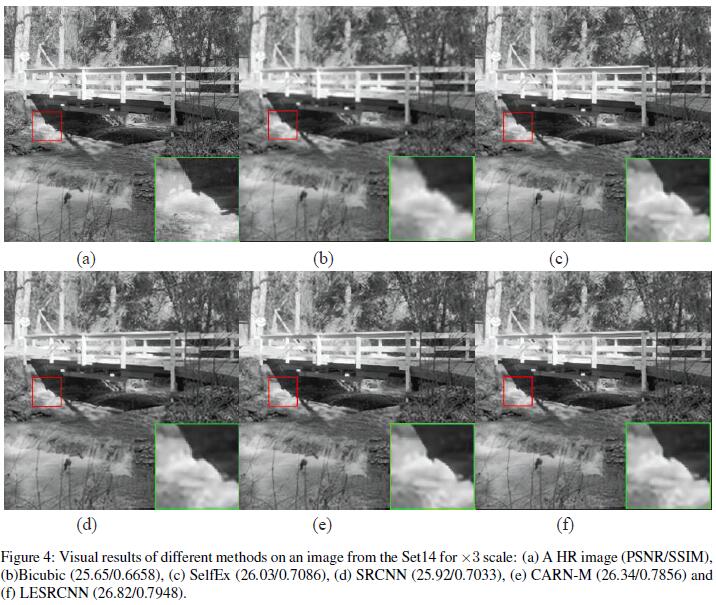 (a) (b) (c)
(d) (e) (f)
Figure 4: Visual results of different methods on an image from the Set14 for ×3 scale: (a) A HR image (PSNR/SSIM),
(b)Bicubic (25.65/0.6658), (c) SelfEx (26.03/0.7086), (d) SRCNN (25.92/0.7033), (e) CARN-M (26.34/0.7856) and
(f) LESRCNN (26.82/0.7948).